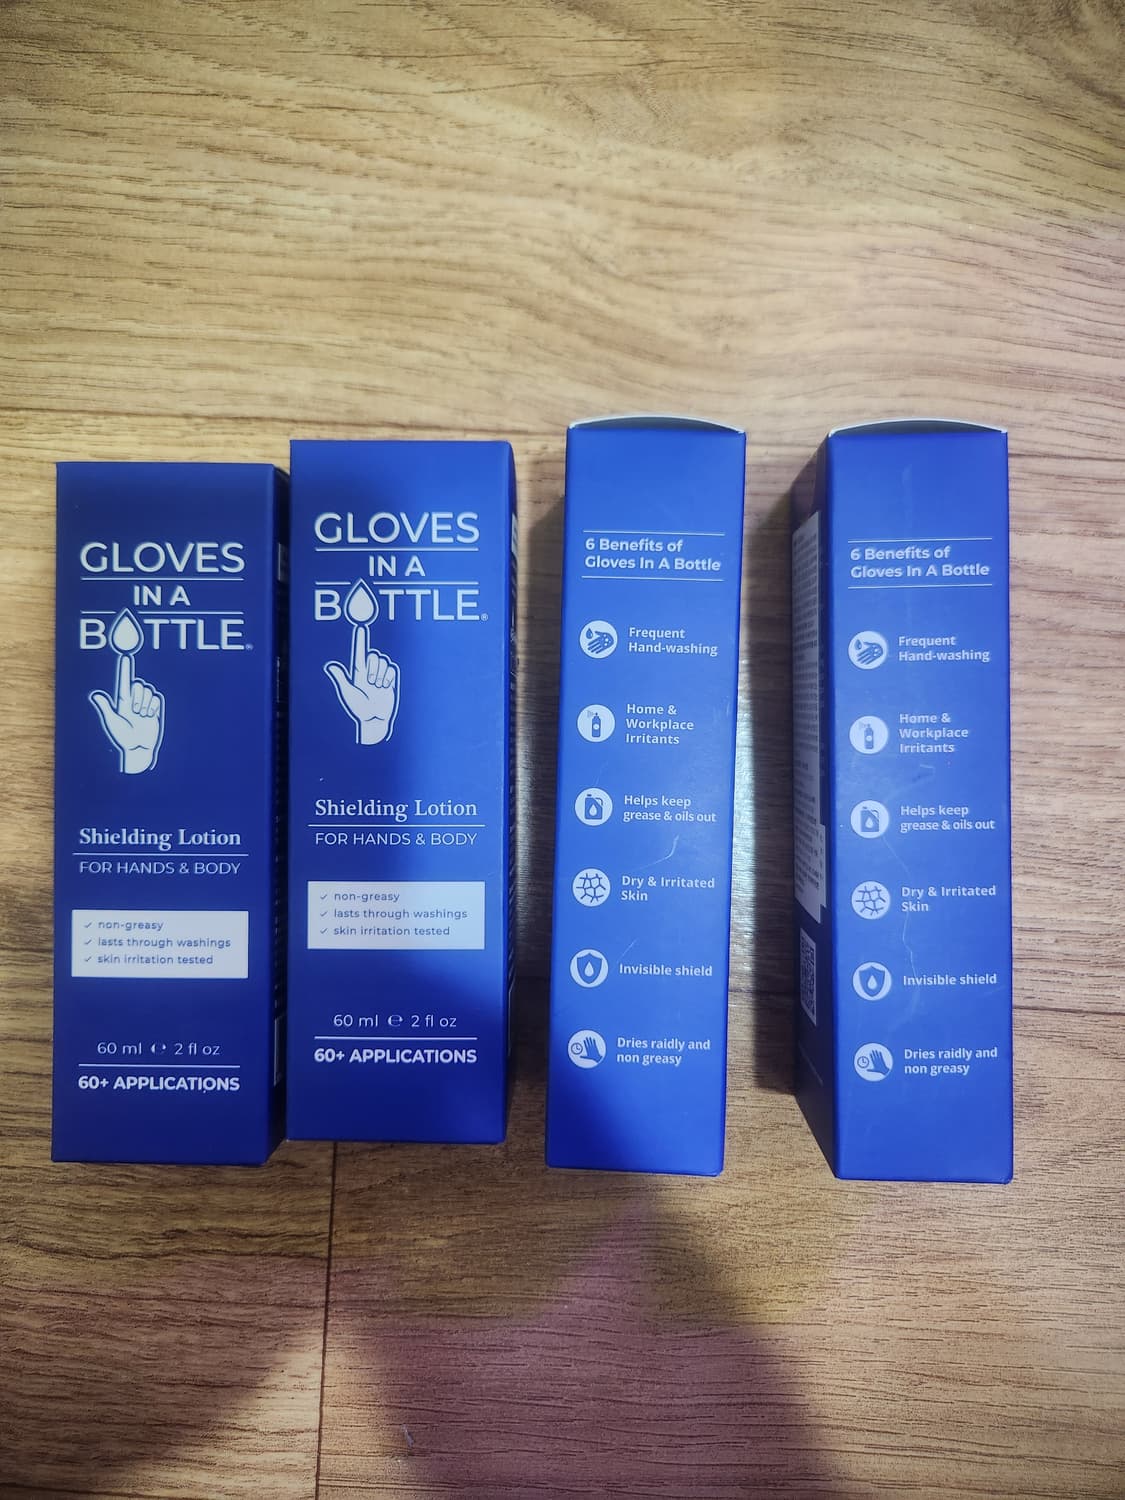 GLOVES
IN A
BOTTLE®
Shielding Lotion
FOR HANDS & BODY
✓ non-greasy
✓ lasts through washings
✓ skin irritation tested
60 ml ℮ 2 fl oz
60+ APPLICATIONS
GLOVES
IN A
BOTTLE®
Shielding Lotion
FOR HANDS & BODY
✓ non-greasy
✓ lasts through washings
✓ skin irritation tested
60 ml ℮ 2 fl oz
60+ APPLICATIONS
6 Benefits of
Gloves In A Bottle
Frequent
Hand-washing
Home &
Workplace
Irritants
Helps keep
grease & oils out
Dry & Irritated
Skin
Invisible shield
Dries raidly and
non greasy
6 Benefits of
Gloves In A Bottle
Frequent
Hand-washing
Home &
Workplace
Irritants
Helps keep
grease & oils out
Dry & Irritated
Skin
Invisible shield
Dries raidly and
non greasy